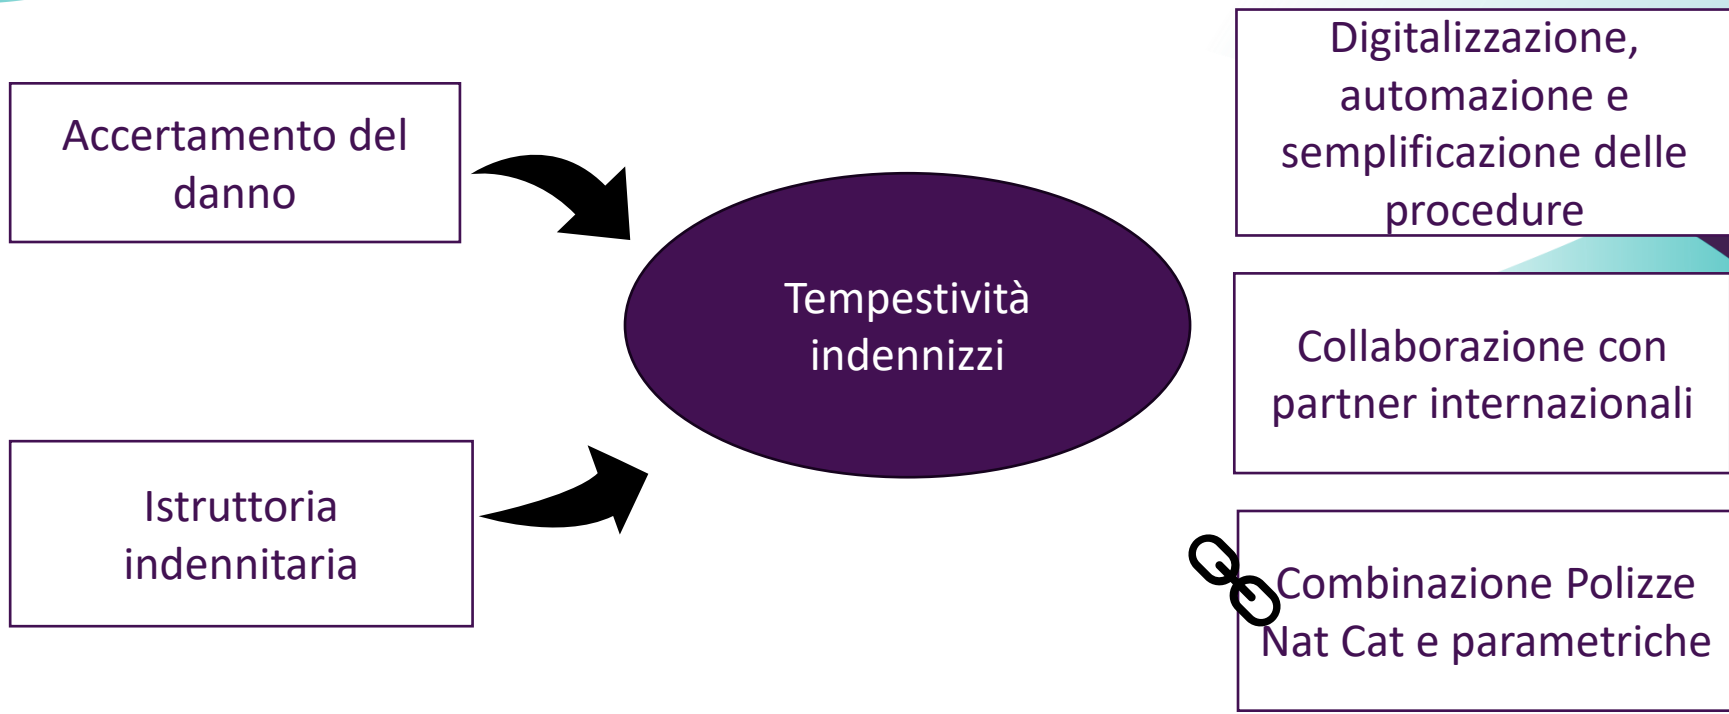 Accertamento del
danno
Istruttoria
indennitaria
Tempestività
indennizzi
Digitalizzazione,
automazione e
semplificazione delle
procedure
Collaborazione con
partner internazionali
Combinazione Polizze
Nat Cat e parametriche